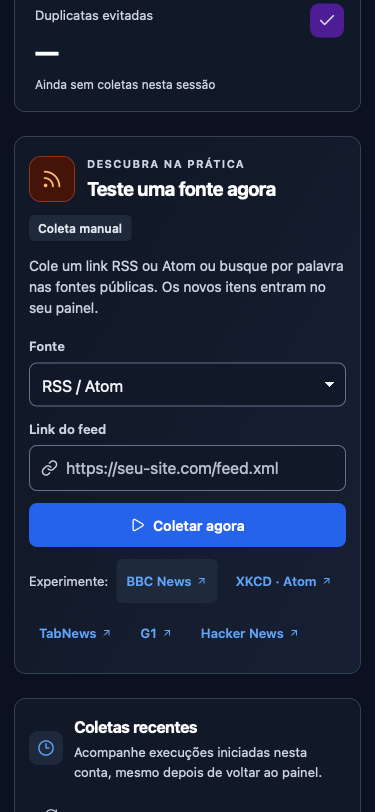 Duplicatas evitadas
—
Ainda sem coletas nesta sessão
DESCUBRA NA PRÁTICA
Teste uma fonte agora
Coleta manual
Cole um link RSS ou Atom ou busque por palavra
nas fontes públicas. Os novos itens entram no
seu painel.
Fonte
RSS / Atom
Link do feed
https://seu-site.com/feed.xml
Coletar agora
Experimente: BBC News ↗ XKCD · Atom ↗
TabNews ↗ G1 ↗ Hacker News ↗
Coletas recentes
Acompanhe execuções iniciadas nesta
conta, mesmo depois de voltar ao painel.